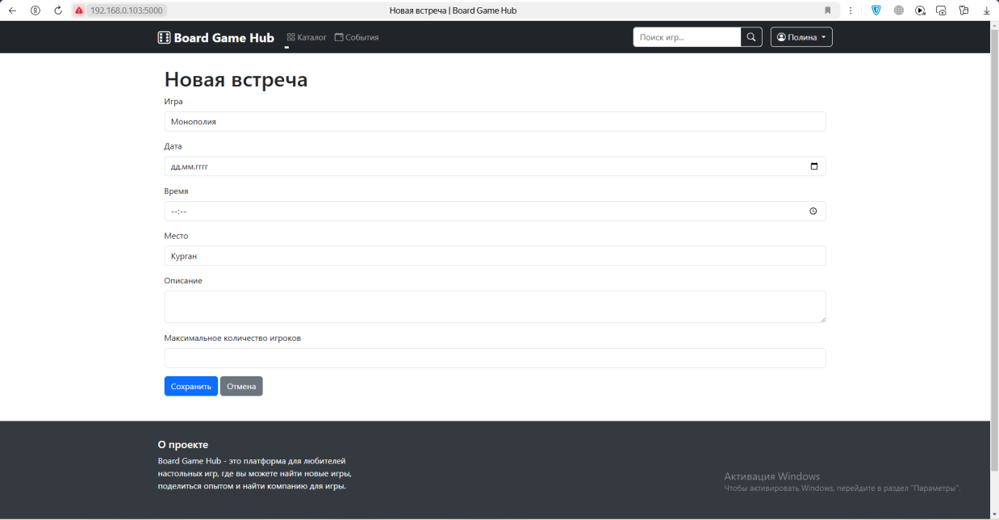 192.168.0.103:5000
Новая встреча | Board Game Hub
Board Game Hub
Каталог
События
Поиск игр...
Полина
Новая встреча
Игра
Монополия
Дата
дд.мм.гггг
Время
--:--
Место
Курган
Описание
Максимальное количество игроков
Сохранить
Отмена
О проекте
Board Game Hub - это платформа для любителей
настольных игр, где вы можете найти новые игры,
поделиться опытом и найти компанию для игры.
Активация Windows
Чтобы активировать Windows, перейдите в раздел "Параметры".